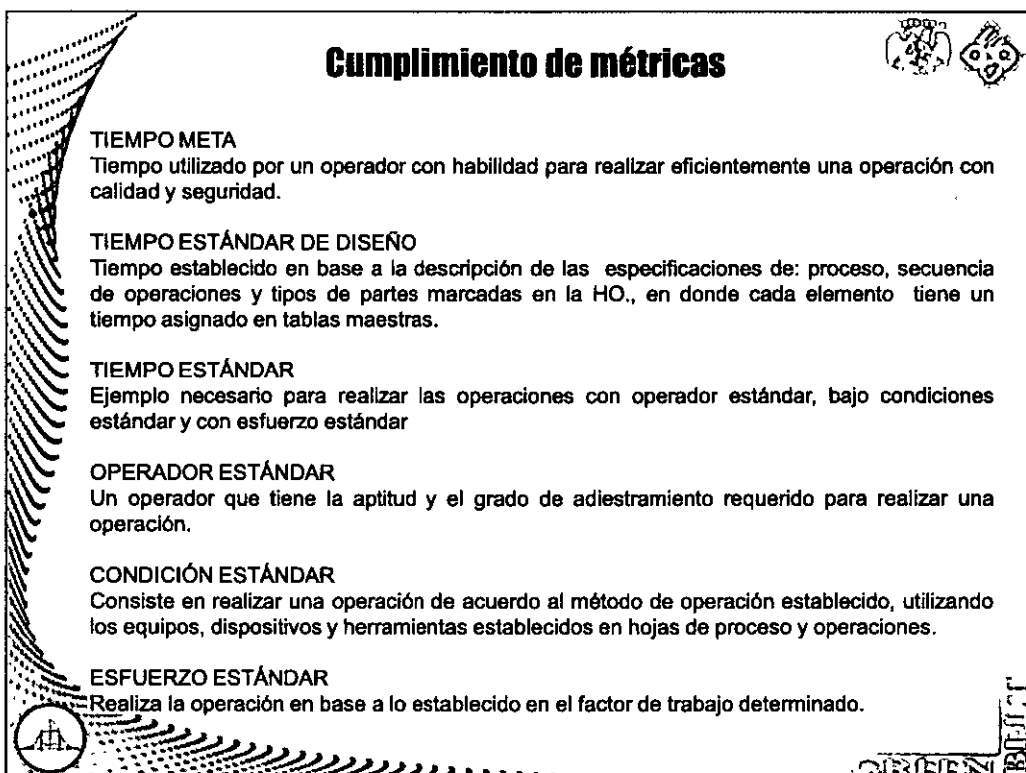 Cumplimiento de métricas
TIEMPO META
Tiempo utilizado por un operador con habilidad para realizar eficientemente una operación con
calidad y seguridad.
TIEMPO ESTÁNDAR DE DISEÑO
Tiempo establecido en base a la descripción de las especificaciones de: proceso, secuencia
de operaciones y tipos de partes marcadas en la HO., en donde cada elemento tiene un
tiempo asignado en tablas maestras.
TIEMPO ESTÁNDAR
Ejemplo necesario para realizar las operaciones con operador estándar, bajo condiciones
estándar y con esfuerzo estándar
OPERADOR ESTÁNDAR
Un operador que tiene la aptitud y el grado de adiestramiento requerido para realizar una
operación.
CONDICIÓN ESTÁNDAR
Consiste en realizar una operación de acuerdo al método de operación establecido, utilizando
los equipos, dispositivos y herramientas establecidos en hojas de proceso y operaciones.
ESFUERZO ESTÁNDAR
Realiza la operación en base a lo establecido en el factor de trabajo determinado.